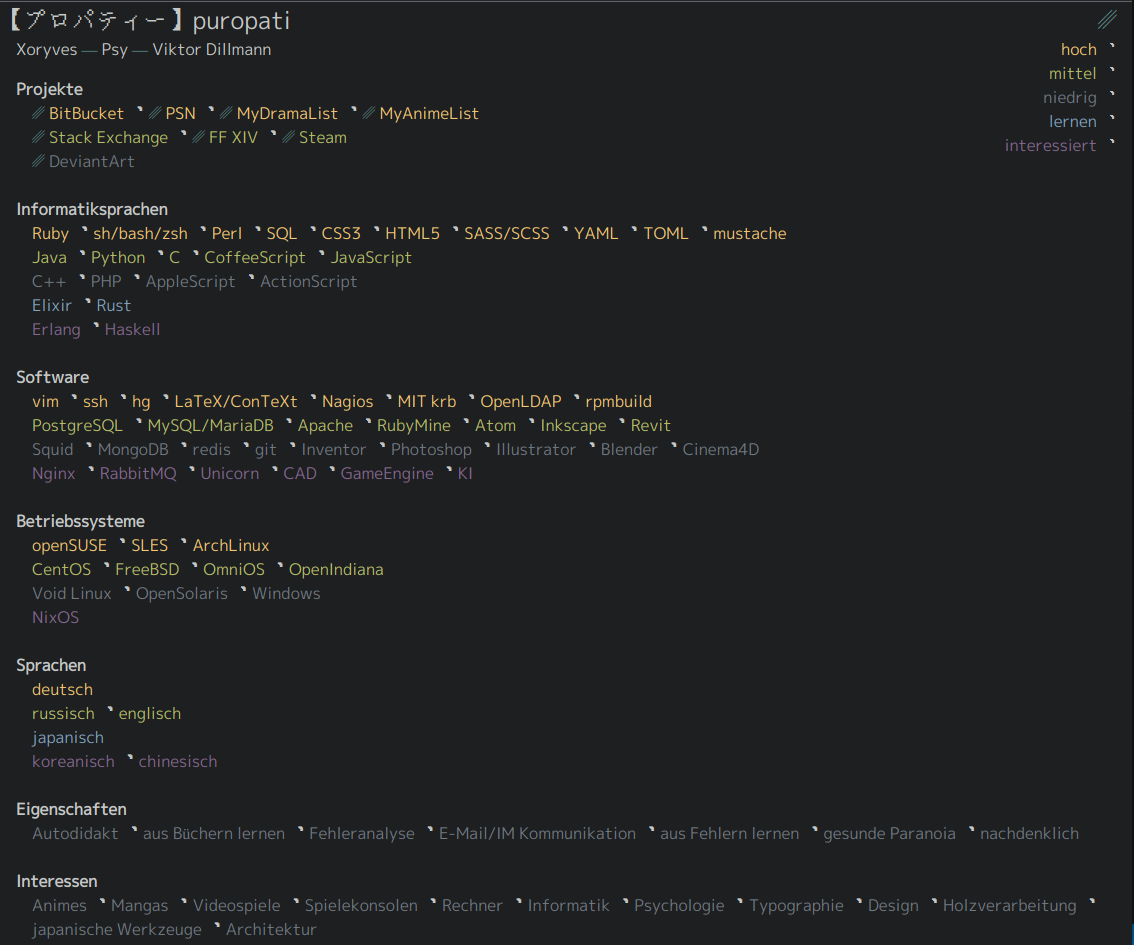 【プロパティー】puropati
Xoryves — Psy — Viktor Dillmann
hoch
mittel
niedrig
lernen
interessiert
Projekte
BitBucket PSN MyDramaList MyAnimeList
Stack Exchange FF XIV Steam
DeviantArt
Informatiksprachen
Ruby sh/bash/zsh Perl SQL CSS3 HTML5 SASS/SCSS YAML TOML mustache
Java Python C CoffeeScript JavaScript
C++ PHP AppleScript ActionScript
Elixir Rust
Erlang Haskell
Software
vim ssh hg LaTeX/ConTeXt Nagios MIT krb OpenLDAP rpmbuild
PostgreSQL MySQL/MariaDB Apache RubyMine Atom Inkscape Revit
Squid MongoDB redis git Inventor Photoshop Illustrator Blender Cinema4D
Nginx RabbitMQ Unicorn CAD GameEngine KI
Betriebssysteme
openSUSE SLES ArchLinux
CentOS FreeBSD OmniOS OpenIndiana
Void Linux OpenSolaris Windows
NixOS
Sprachen
deutsch
russisch englisch
japanisch
koreanisch chinesisch
Eigenschaften
Autodidakt aus Büchern lernen Fehleranalyse E-Mail/IM Kommunikation aus Fehlern lernen gesunde Paranoia nachdenklich
Interessen
Animes Mangas Videospiele Spielekonsolen Rechner Informatik Psychologie Typographie Design Holzverarbeitung
japanische Werkzeuge Architektur